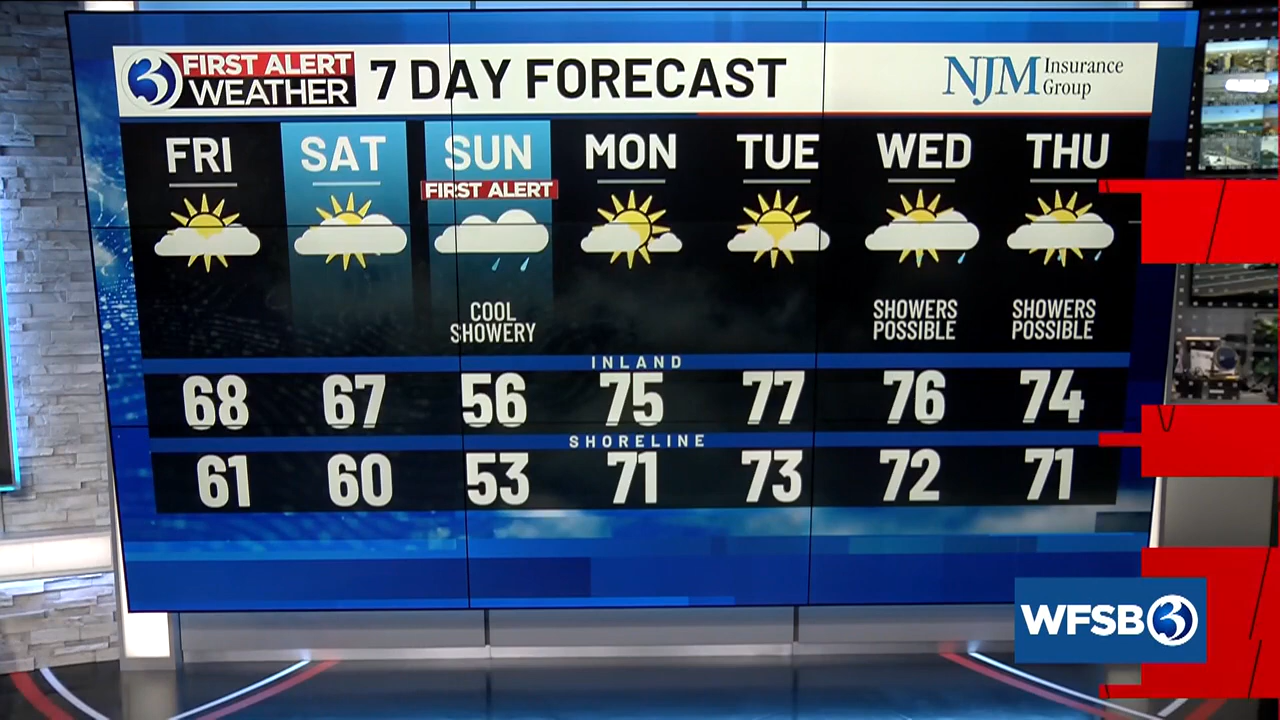 3 FIRST ALERT
WEATHER
7 DAY FORECAST
NJM Insurance
Group
FRI SAT SUN MON TUE WED THU
FIRST ALERT
COOL
SHOWERY
SHOWERS
POSSIBLE
SHOWERS
POSSIBLE
INLAND
68 67 56 75 77 76 74
SHORELINE
61 60 53 71 73 72 71
WFSB 3